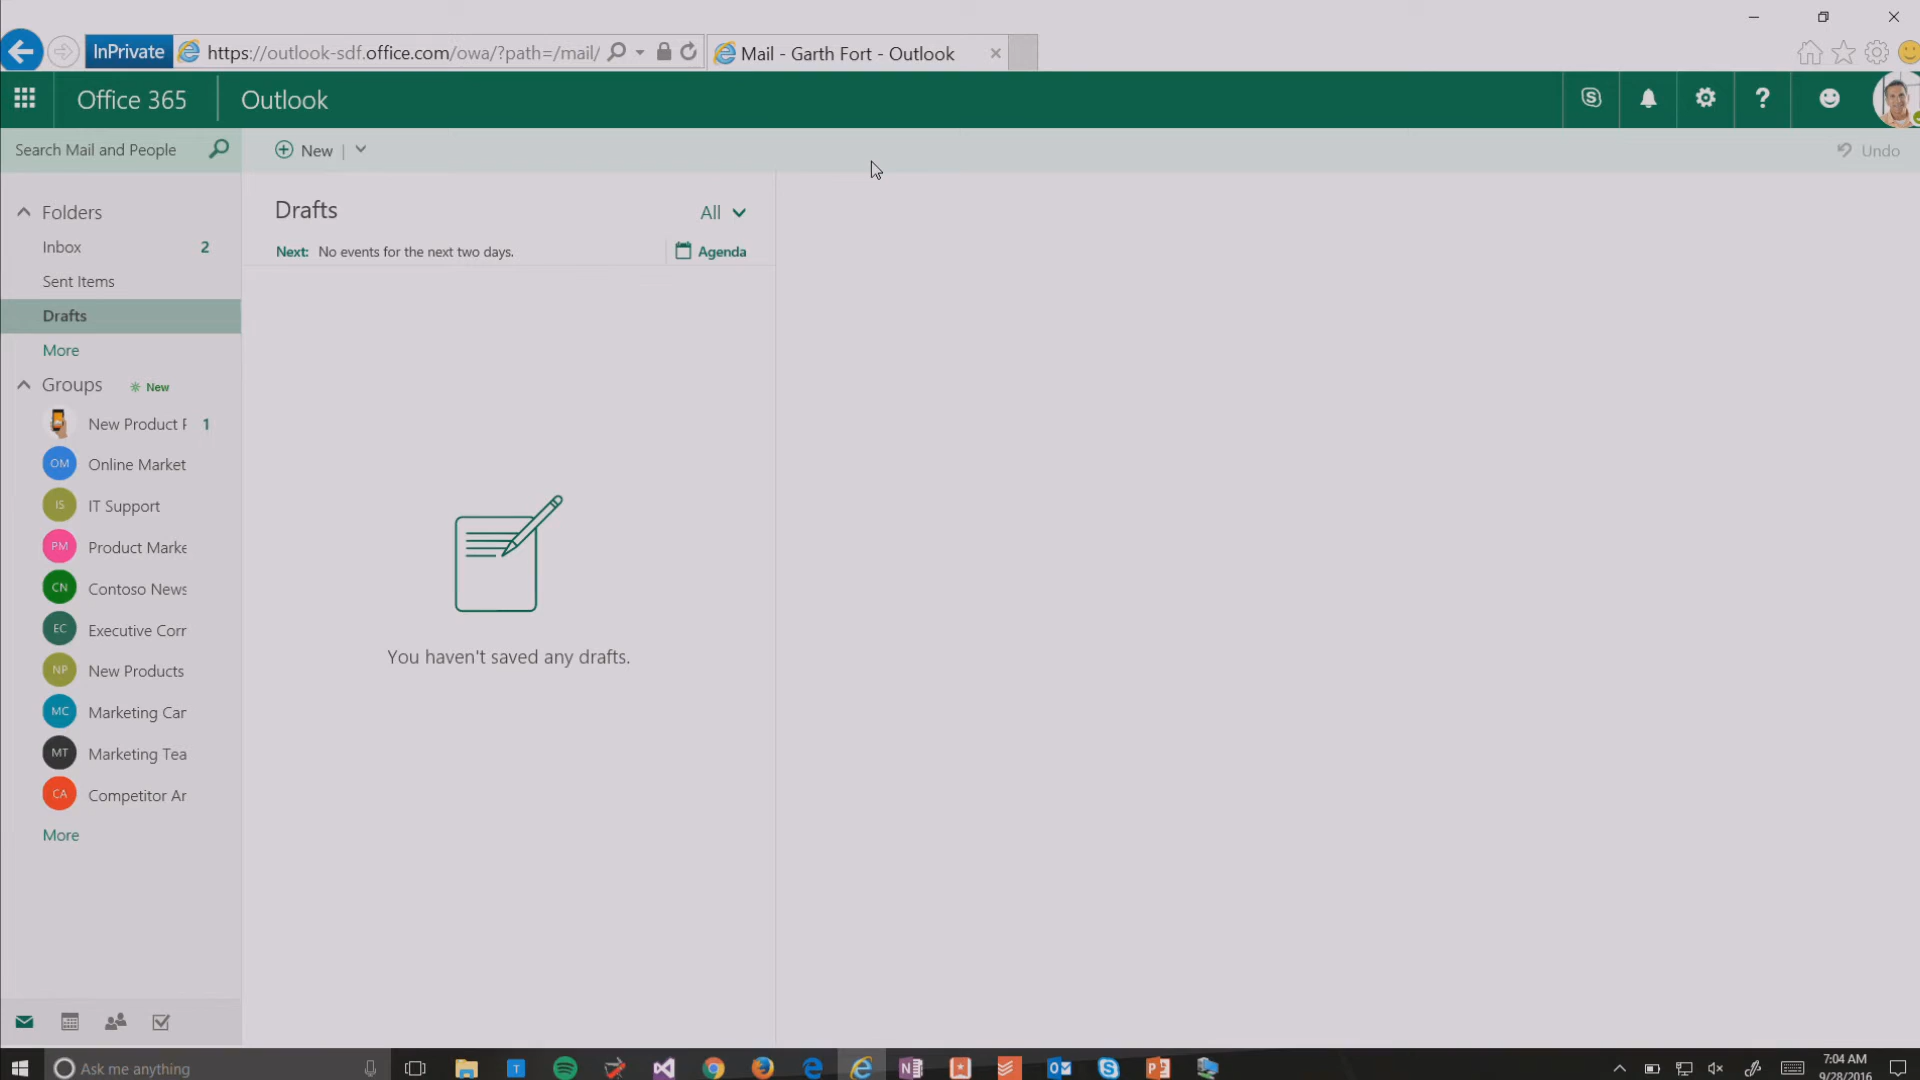 InPrivate
https://outlook-sdf.office.com/owa/?path=/mail/
Mail - Garth Fort - Outlook
Office 365
Outlook
Search Mail and People
New
Undo
Folders
Inbox 2
Sent Items
Drafts
More
Groups New
New Product F 1
OM Online Market
IS IT Support
PM Product Marke
CN Contoso News
EC Executive Corr
NP New Products
MC Marketing Car
MT Marketing Tea
CA Competitor Ar
More
Drafts
All
Next: No events for the next two days.
Agenda
You haven't saved any drafts.
Ask me anything
7:04 AM
9/28/2016